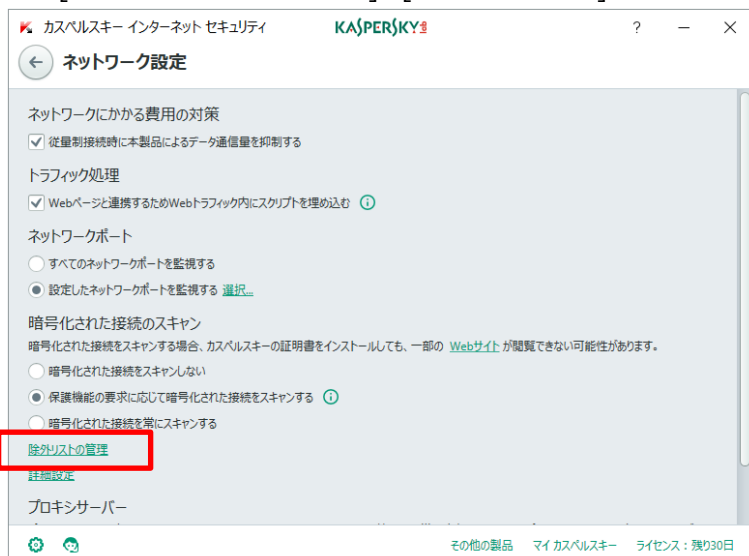 カスペルスキー インターネット セキュリティ KASPERSKY
? — ×
ネットワーク設定
ネットワークにかかる費用の対策
従量制接続時に本製品によるデータ通信量を抑制する
トラフィック処理
Webページと連携するためWebトラフィック内にスクリプトを埋め込む
ネットワークポート
すべてのネットワークポートを監視する
設定したネットワークポートを監視する 選択...
暗号化された接続のスキャン
暗号化された接続をスキャンする場合、カスペルスキーの証明書をインストールしても、一部の Webサイト が閲覧できない可能性があります。
暗号化された接続をスキャンしない
保護機能の要求に応じて暗号化された接続をスキャンする
暗号化された接続を常にスキャンする
除外リストの管理
詳細設定
プロキシサーバー
その他の製品 マイ カスペルスキー ライセンス：残り30日